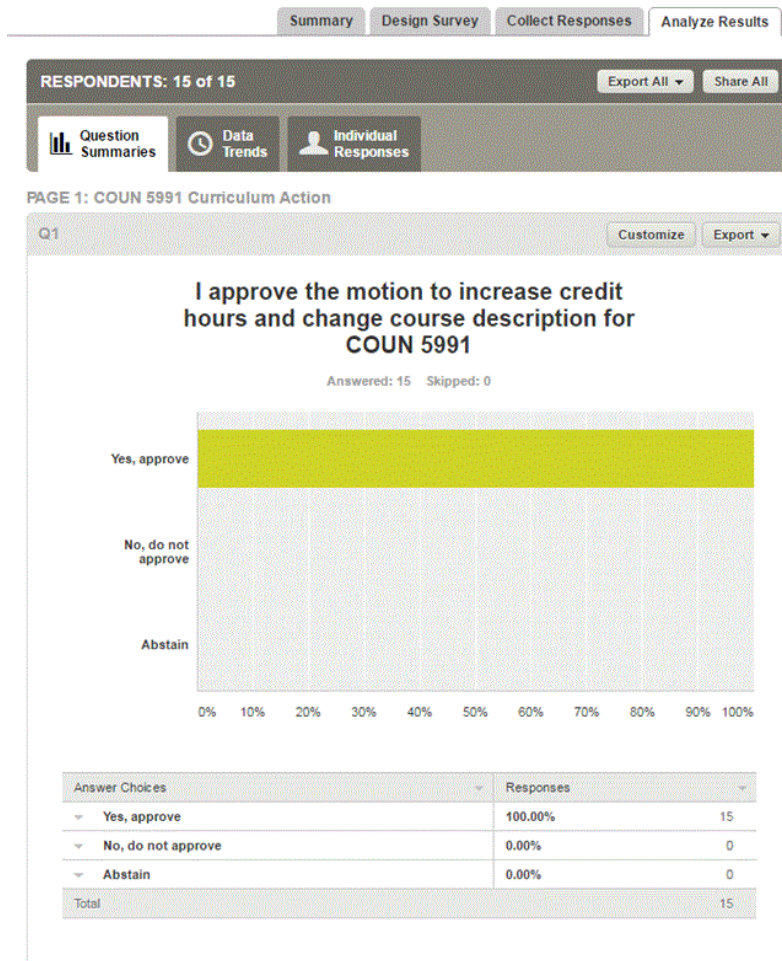 Summary Design Survey Collect Responses Analyze Results
RESPONDENTS: 15 of 15 Export All Share All
Question Summaries Data Trends Individual Responses
PAGE 1: COUN 5991 Curriculum Action
Q1 Customize Export
I approve the motion to increase credit
hours and change course description for
COUN 5991
Answered: 15 Skipped: 0
Yes, approve
No, do not
approve
Abstain
0% 10% 20% 30% 40% 50% 60% 70% 80% 90% 100%
Answer Choices Responses
Yes, approve 100.00% 15
No, do not approve 0.00% 0
Abstain 0.00% 0
Total 15